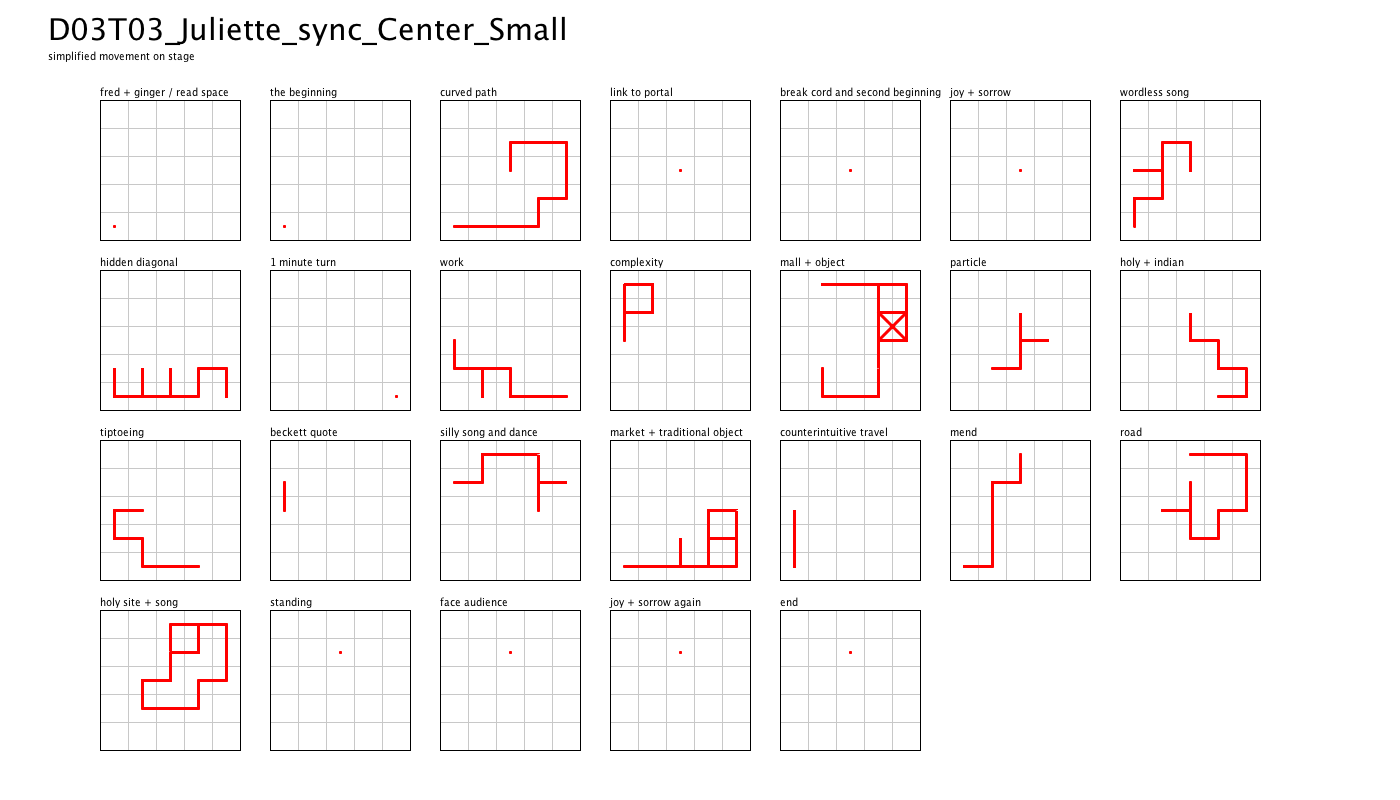 D03T03_Juliette_sync_Center_Small
simplified movement on stage
fred + ginger / read space
the beginning
curved path
link to portal
break cord and second beginning
joy + sorrow
wordless song
hidden diagonal
1 minute turn
work
complexity
mall + object
particle
holy + indian
tiptoeing
beckett quote
silly song and dance
market + traditional object
counterintuitive travel
mend
road
holy site + song
standing
face audience
joy + sorrow again
end